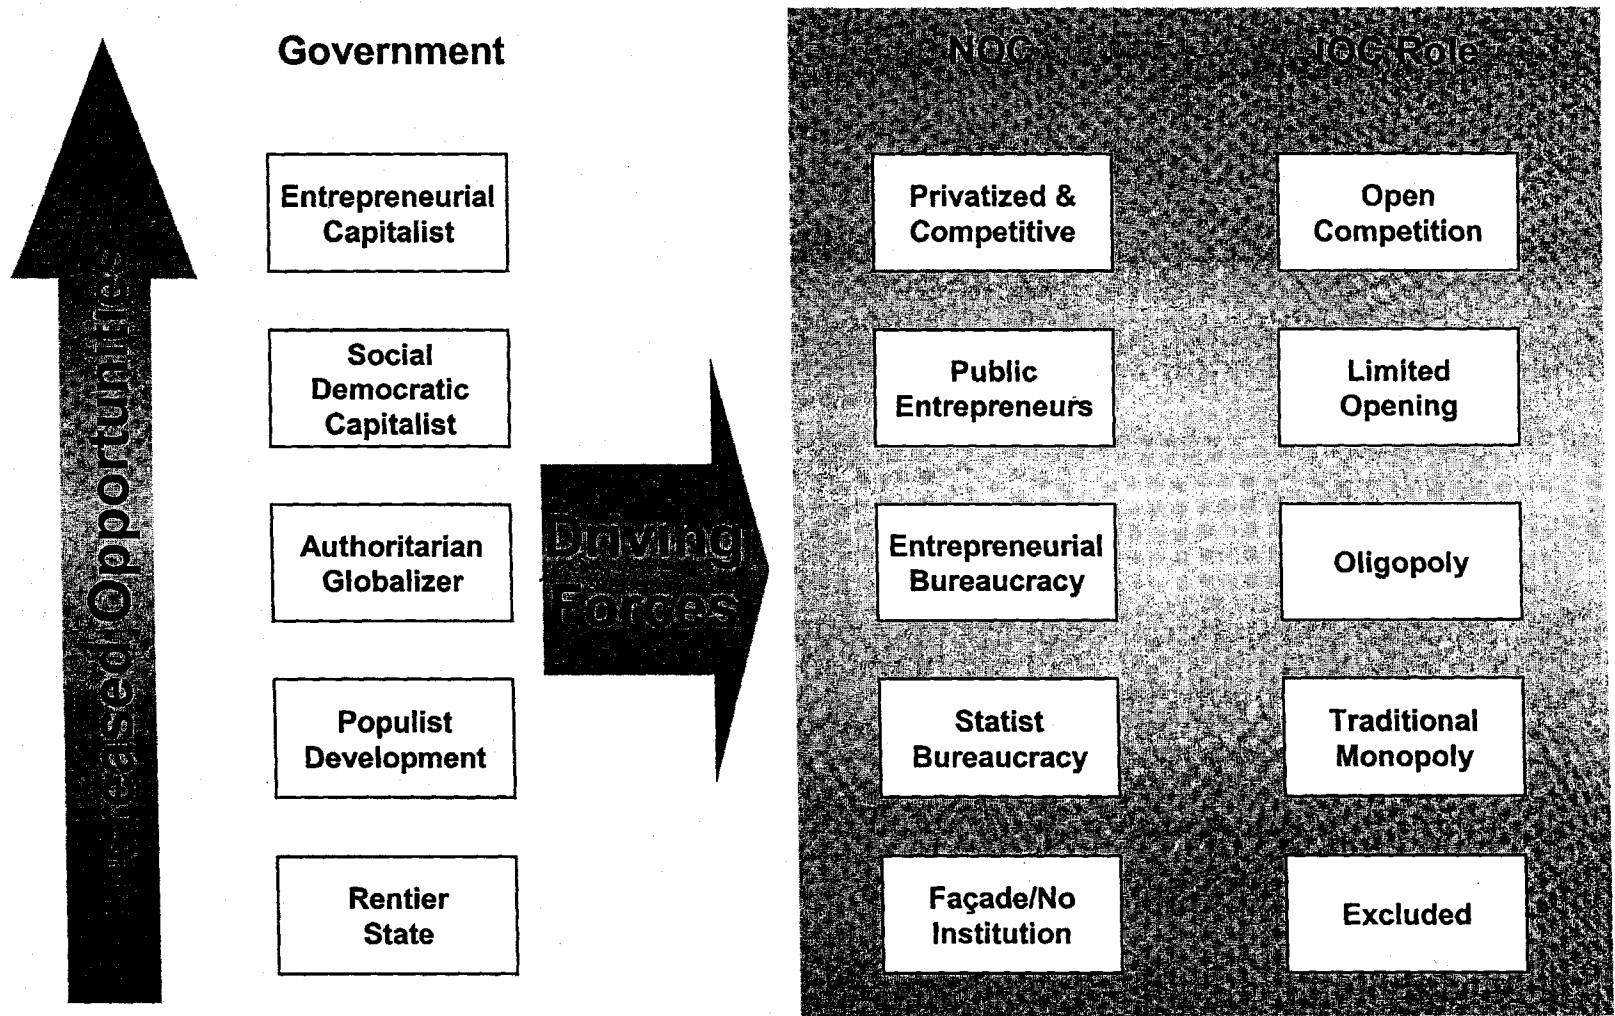 Government
NOC
IOC Role
Entrepreneurial
Capitalist
Privatized &
Competitive
Open
Competition
Social
Democratic
Capitalist
Public
Entrepreneurs
Limited
Opening
Authoritarian
Globalizer
Driving
Forces
Entrepreneurial
Bureaucracy
Oligopoly
Populist
Development
Statist
Bureaucracy
Traditional
Monopoly
Rentier
State
Façade/No
Institution
Excluded
Opportunities